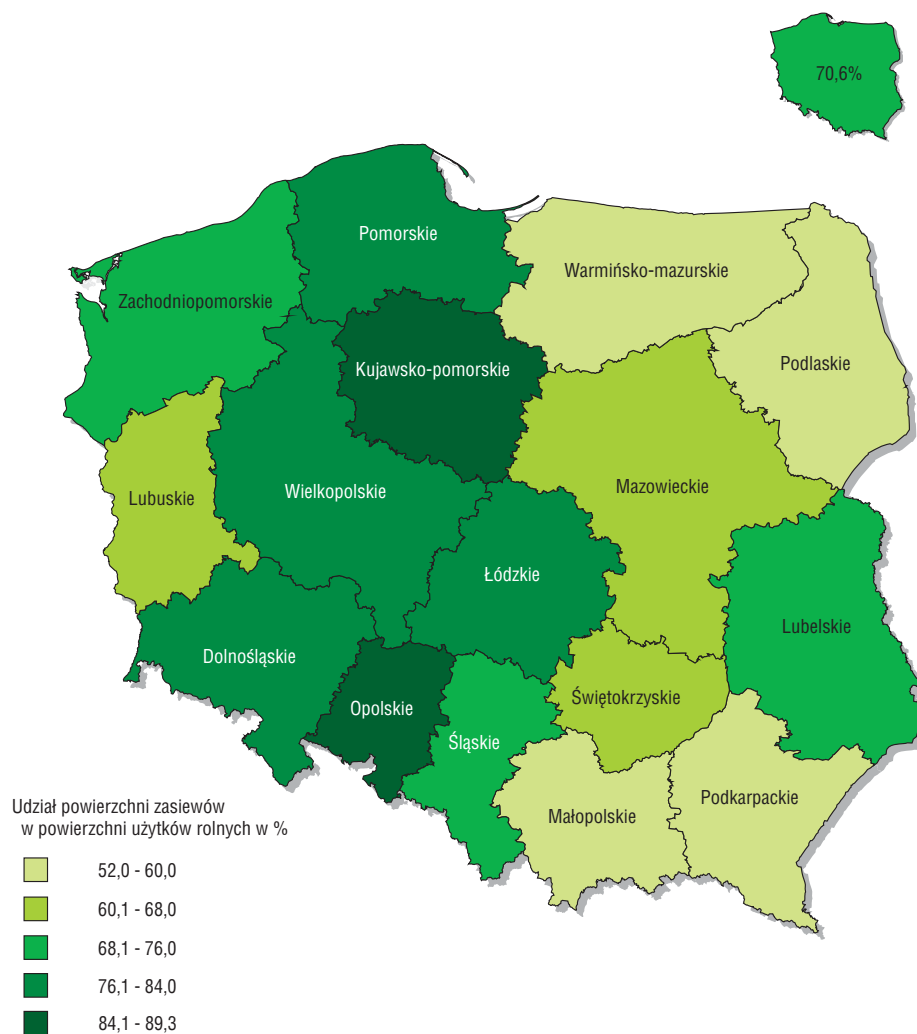 70,6%
Pomorskie
Warmińsko-mazurskie
Zachodniopomorskie
Podlaskie
Kujawsko-pomorskie
Mazowieckie
Wielkopolskie
Lubuskie
Łódzkie
Lubelskie
Dolnośląskie
Świętokrzyskie
Opolskie
Śląskie
Podkarpackie
Małopolskie
Udział powierzchni zasiewów
w powierzchni użytków rolnych w %
52,0 - 60,0
60,1 - 68,0
68,1 - 76,0
76,1 - 84,0
84,1 - 89,3